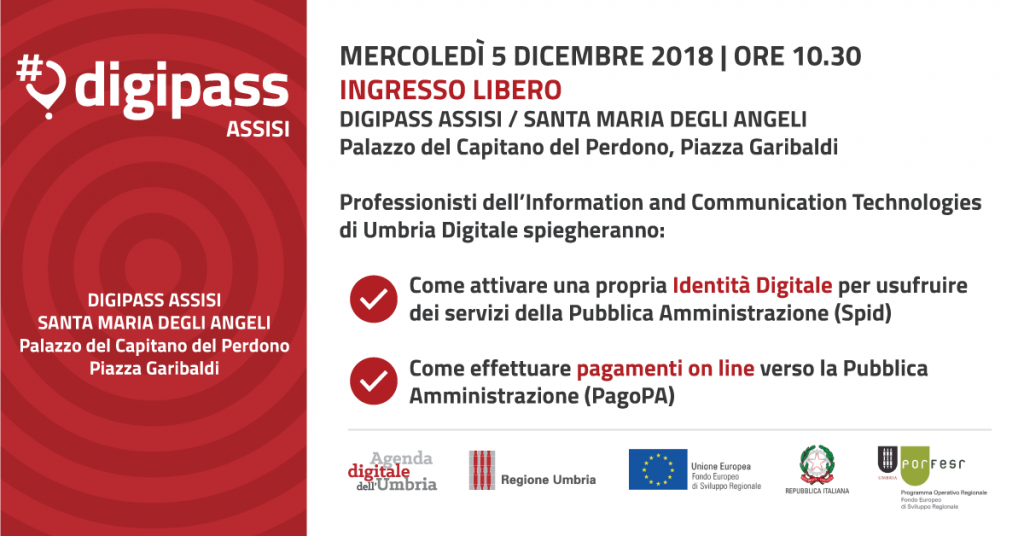 #digipass
ASSISI
DIGIPASS ASSISI
SANTA MARIA DEGLI ANGELI
Palazzo del Capitano del Perdono
Piazza Garibaldi
MERCOLEDÌ 5 DICEMBRE 2018 | ORE 10.30
INGRESSO LIBERO
DIGIPASS ASSISI / SANTA MARIA DEGLI ANGELI
Palazzo del Capitano del Perdono, Piazza Garibaldi
Professionisti dell'Information and Communication Technologies
di Umbria Digitale spiegheranno:
Come attivare una propria Identità Digitale per usufruire
dei servizi della Pubblica Amministrazione (Spid)
Come effettuare pagamenti on line verso la Pubblica
Amministrazione (PagoPA)
Agenda
digitale
dell'Umbria
Regione Umbria
Unione Europea
Fondo Europeo
di Sviluppo Regionale
REPUBBLICA ITALIANA
UMBRIA
porfesr
Programma Operativo Regionale
Fondo Europeo
di Sviluppo Regionale